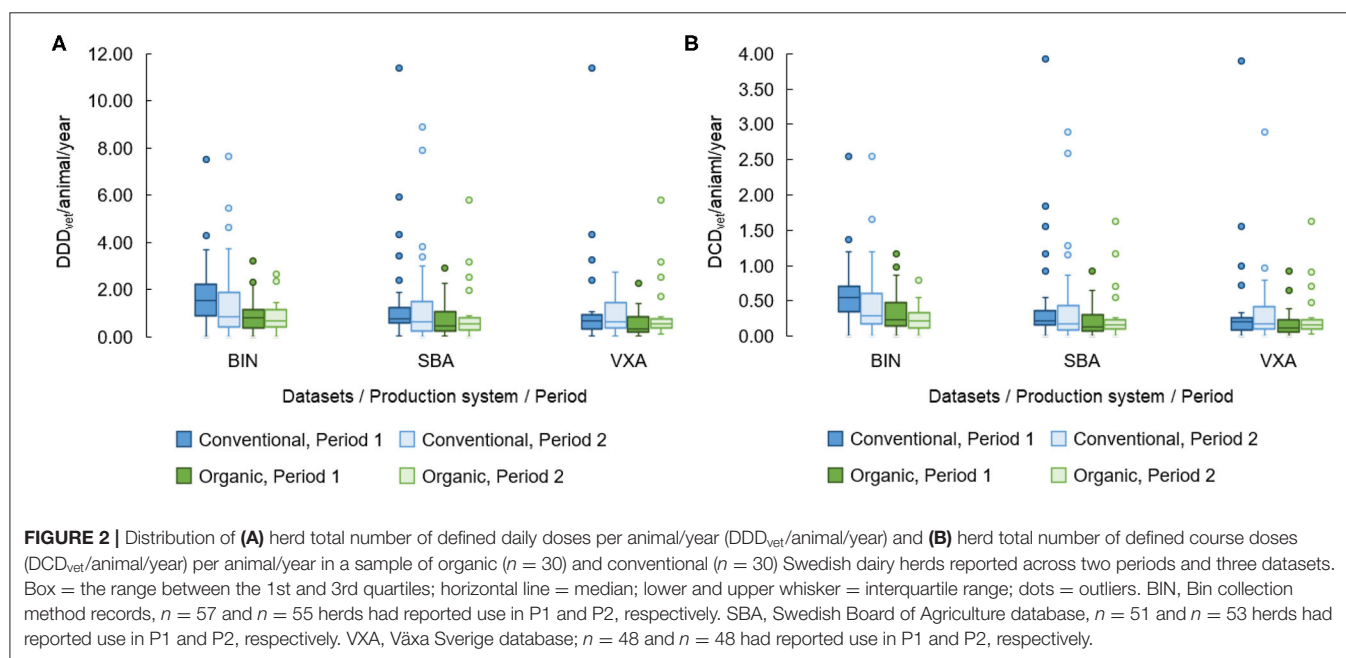 A
12.00
10.00
8.00
6.00
4.00
2.00
0.00
DDDvet/animal/year
BIN
SBA
VXA
Datasets / Production system / Period
Conventional, Period 1
Conventional, Period 2
Organic, Period 1
Organic, Period 2
B
4.00
3.50
3.00
2.50
2.00
1.50
1.00
0.50
0.00
DCDvet/aniaml/year
BIN
SBA
VXA
Datasets / Production system / Period
Conventional, Period 1
Conventional, Period 2
Organic, Period 1
Organic, Period 2
FIGURE 2 | Distribution of (A) herd total number of defined daily doses per animal/year (DDDvet/animal/year) and (B) herd total number of defined course doses
(DCDvet/animal/year) per animal/year in a sample of organic (n = 30) and conventional (n = 30) Swedish dairy herds reported across two periods and three datasets.
Box = the range between the 1st and 3rd quartiles; horizontal line = median; lower and upper whisker = interquartile range; dots = outliers. BIN, Bin collection
method records, n = 57 and n = 55 herds had reported use in P1 and P2, respectively. SBA, Swedish Board of Agriculture database, n = 51 and n = 53 herds had
reported use in P1 and P2, respectively. VXA, Växa Sverige database; n = 48 and n = 48 had reported use in P1 and P2, respectively.